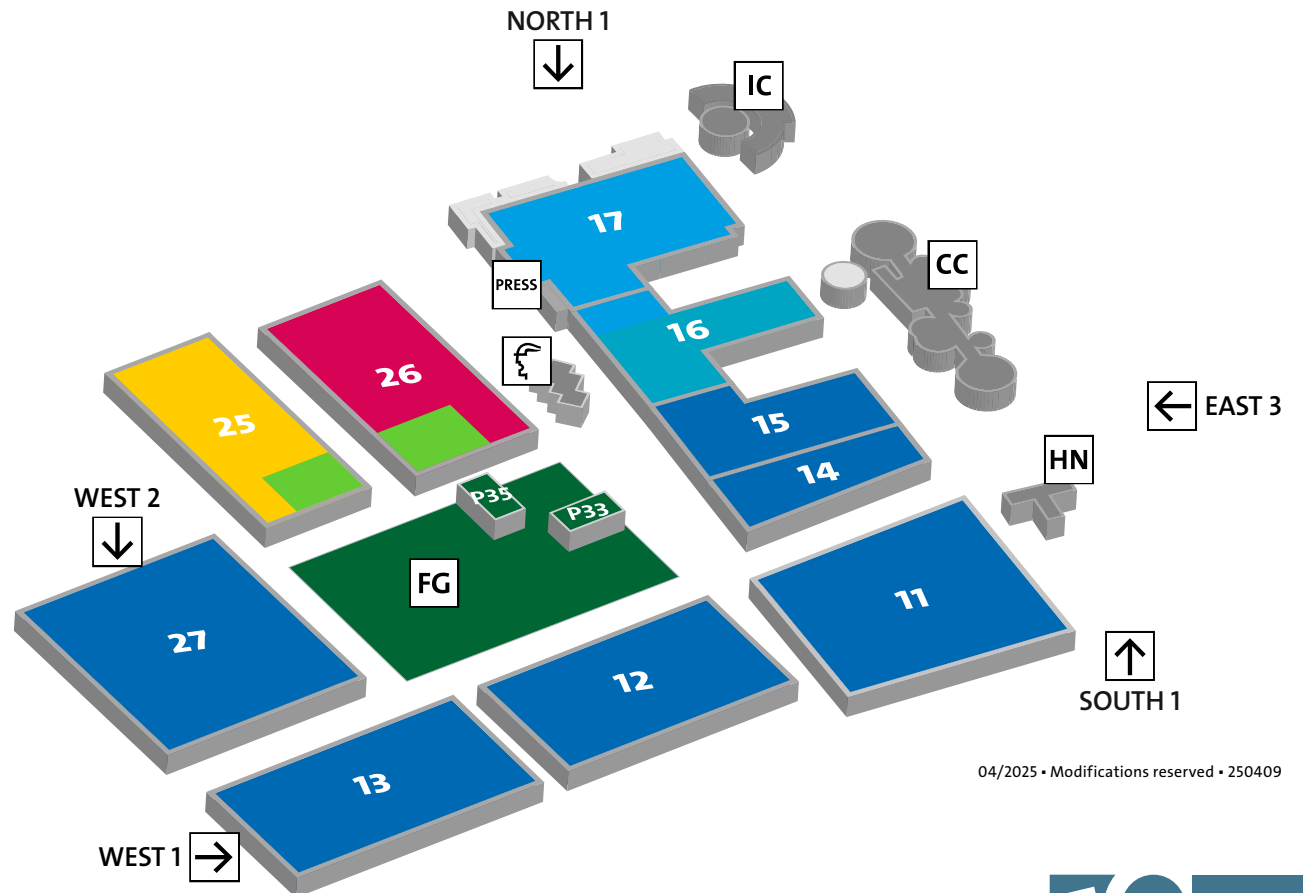 NORTH 1
IC
17
PRESS
CC
16
26
EAST 3
25
15
HN
14
WEST 2
P35
P33
FG
11
27
12
SOUTH 1
13
04/2025 ▪ Modifications reserved ▪ 250409
WEST 1